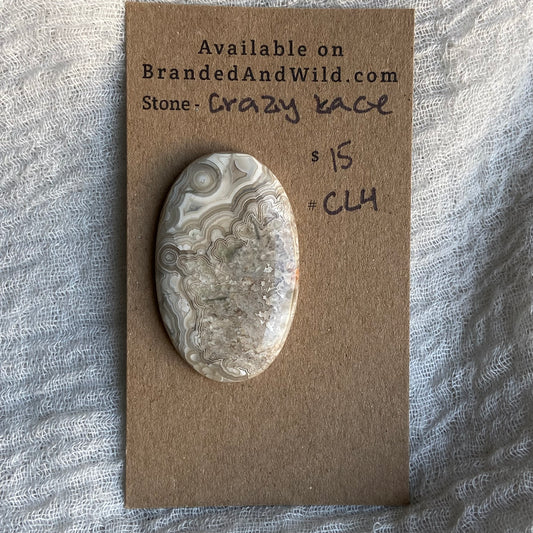 Available on
BrandedAndWild.com
Stone - Crazy Lace
$ 15
# CL4